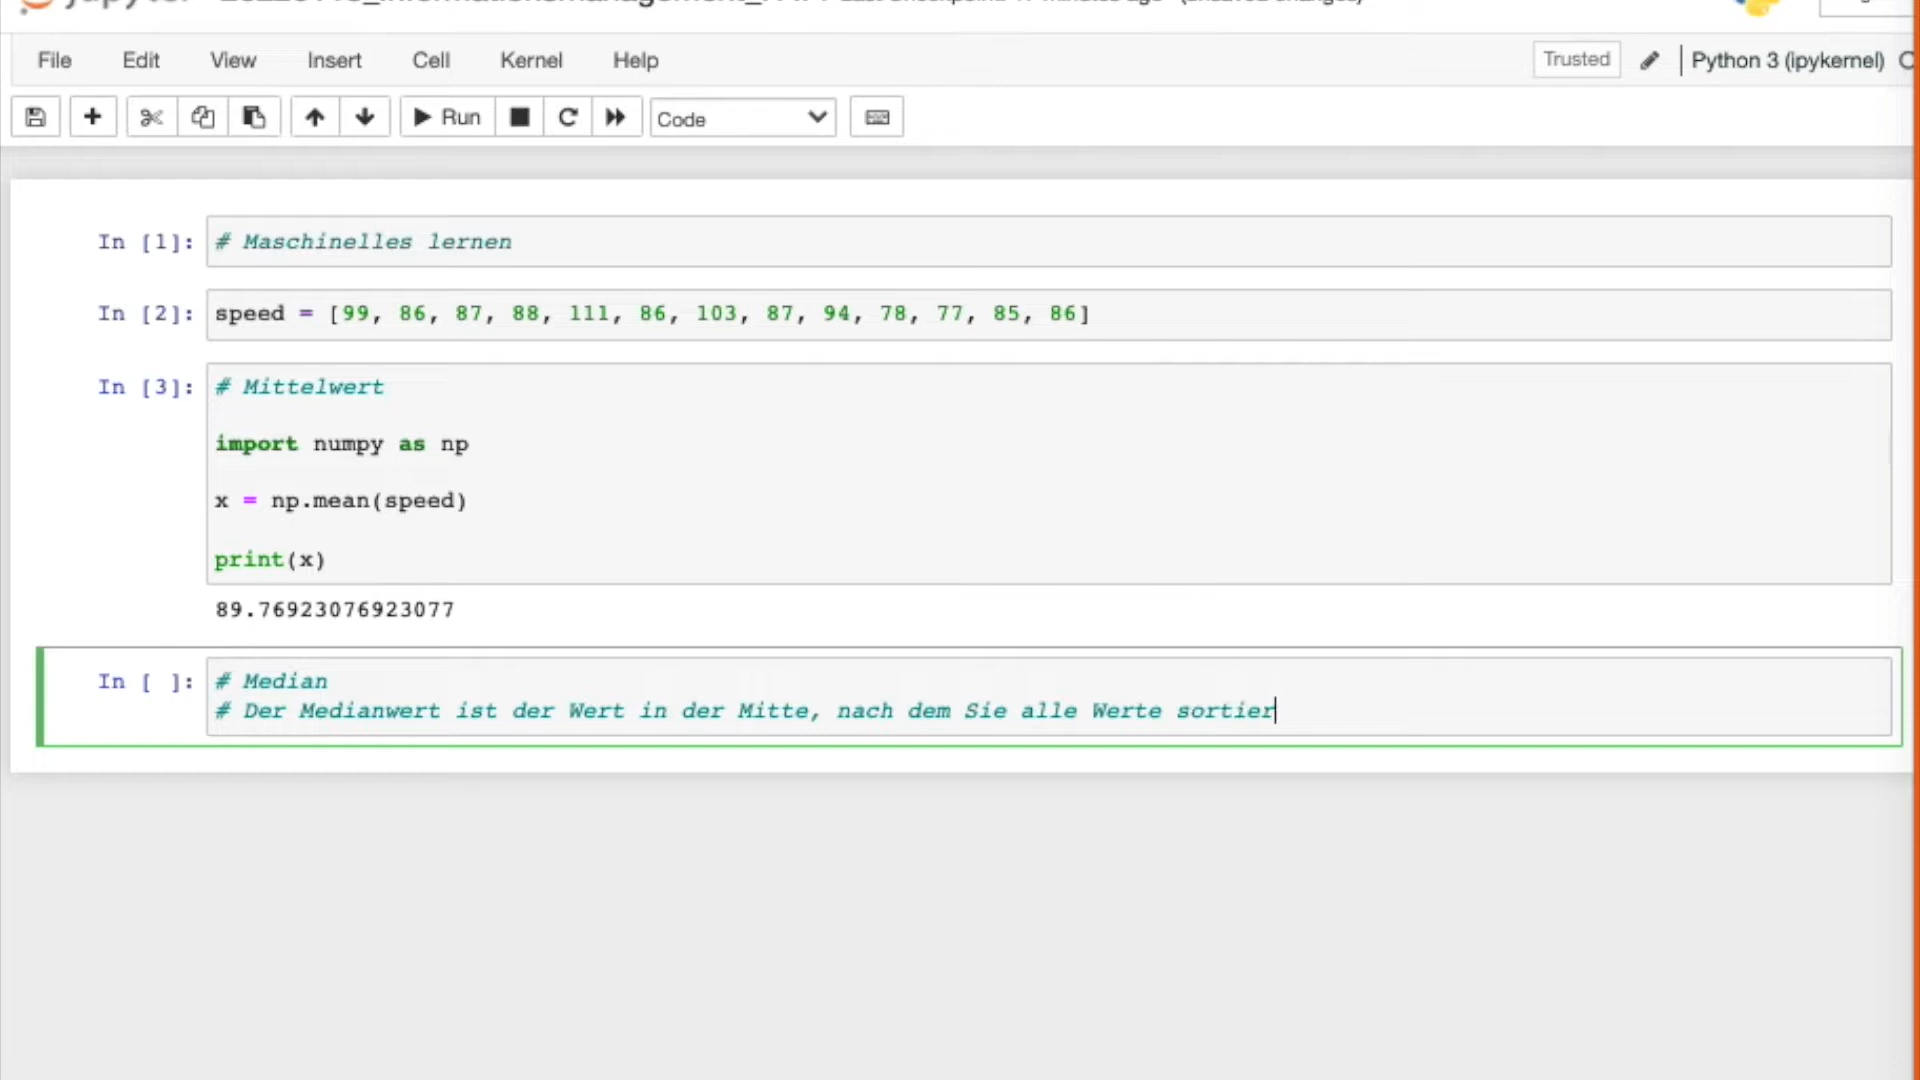 File Edit View Insert Cell Kernel Help Trusted Python 3 (ipykernel)
Run Code
In [1]: # Maschinelles lernen
In [2]: speed = [99, 86, 87, 88, 111, 86, 103, 87, 94, 78, 77, 85, 86]
In [3]: # Mittelwert
import numpy as np
x = np.mean(speed)
print(x)
89.76923076923077
In [ ]: # Median
# Der Medianwert ist der Wert in der Mitte, nach dem Sie alle Werte sortier